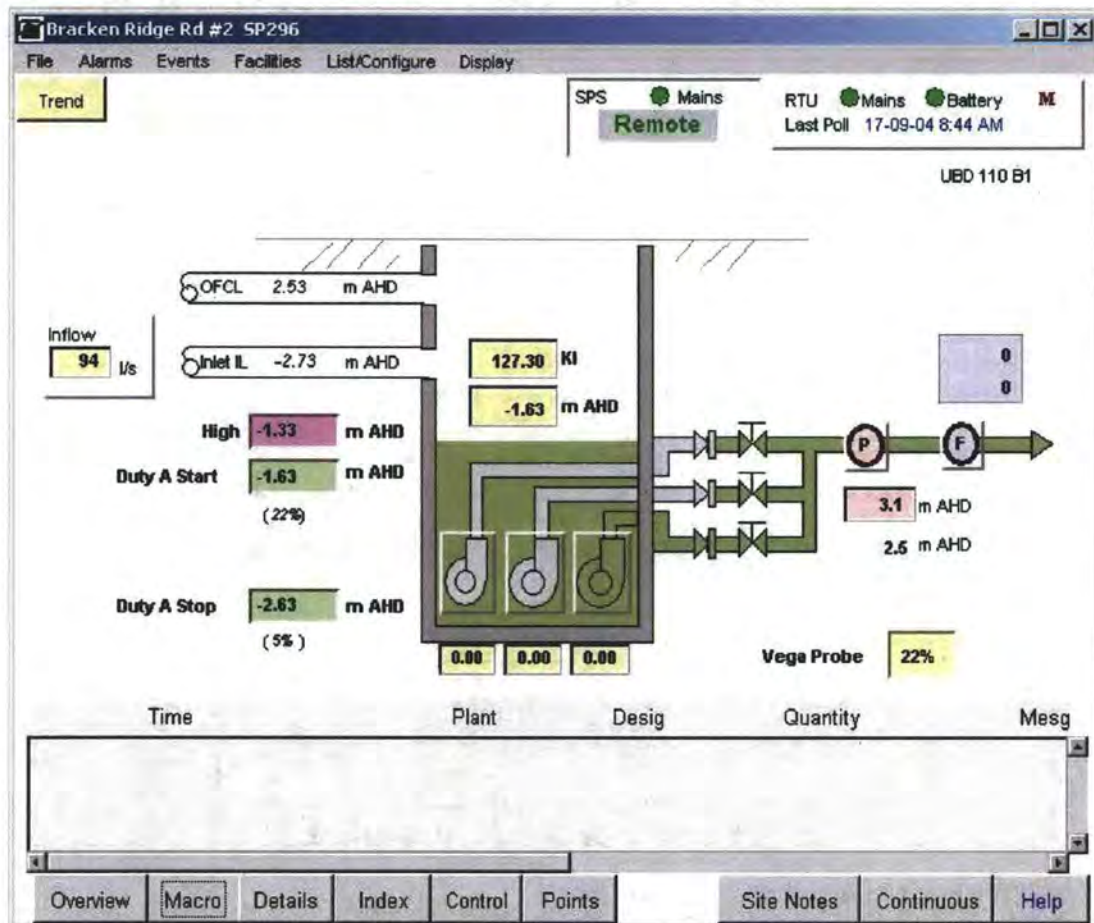 Bracken Ridge Rd #2 SP296
File Alarms Events Facilities List/Configure Display
Trend
SPS Mains
Remote
RTU Mains Battery M
Last Poll 17-09-04 8:44 AM
UBD 110 B1
OFCL 2.53 m AHD
Inflow
94 l/s
Inlet IL -2.73 m AHD
127.30 Kl
-1.63 m AHD
0
0
High -1.33 m AHD
Duty A Start -1.63 m AHD
(22%)
P
F
3.1 m AHD
2.5 m AHD
Duty A Stop -2.63 m AHD
(5%)
0.00 0.00 0.00
Vega Probe 22%
Time Plant Desig Quantity Mesg
Overview Macro Details Index Control Points Site Notes Continuous Help